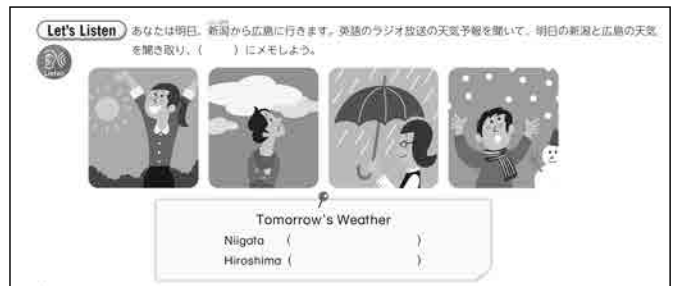 Let's Listen
あなたは明日，新潟から広島に行きます。英語のラジオ放送の天気予報を聞いて，明日の新潟と広島の天気
を聞き取り，（　　　）にメモしよう。
Listen
Tomorrow's Weather
Niigata （　　　　　　　）
Hiroshima （　　　　　　　）